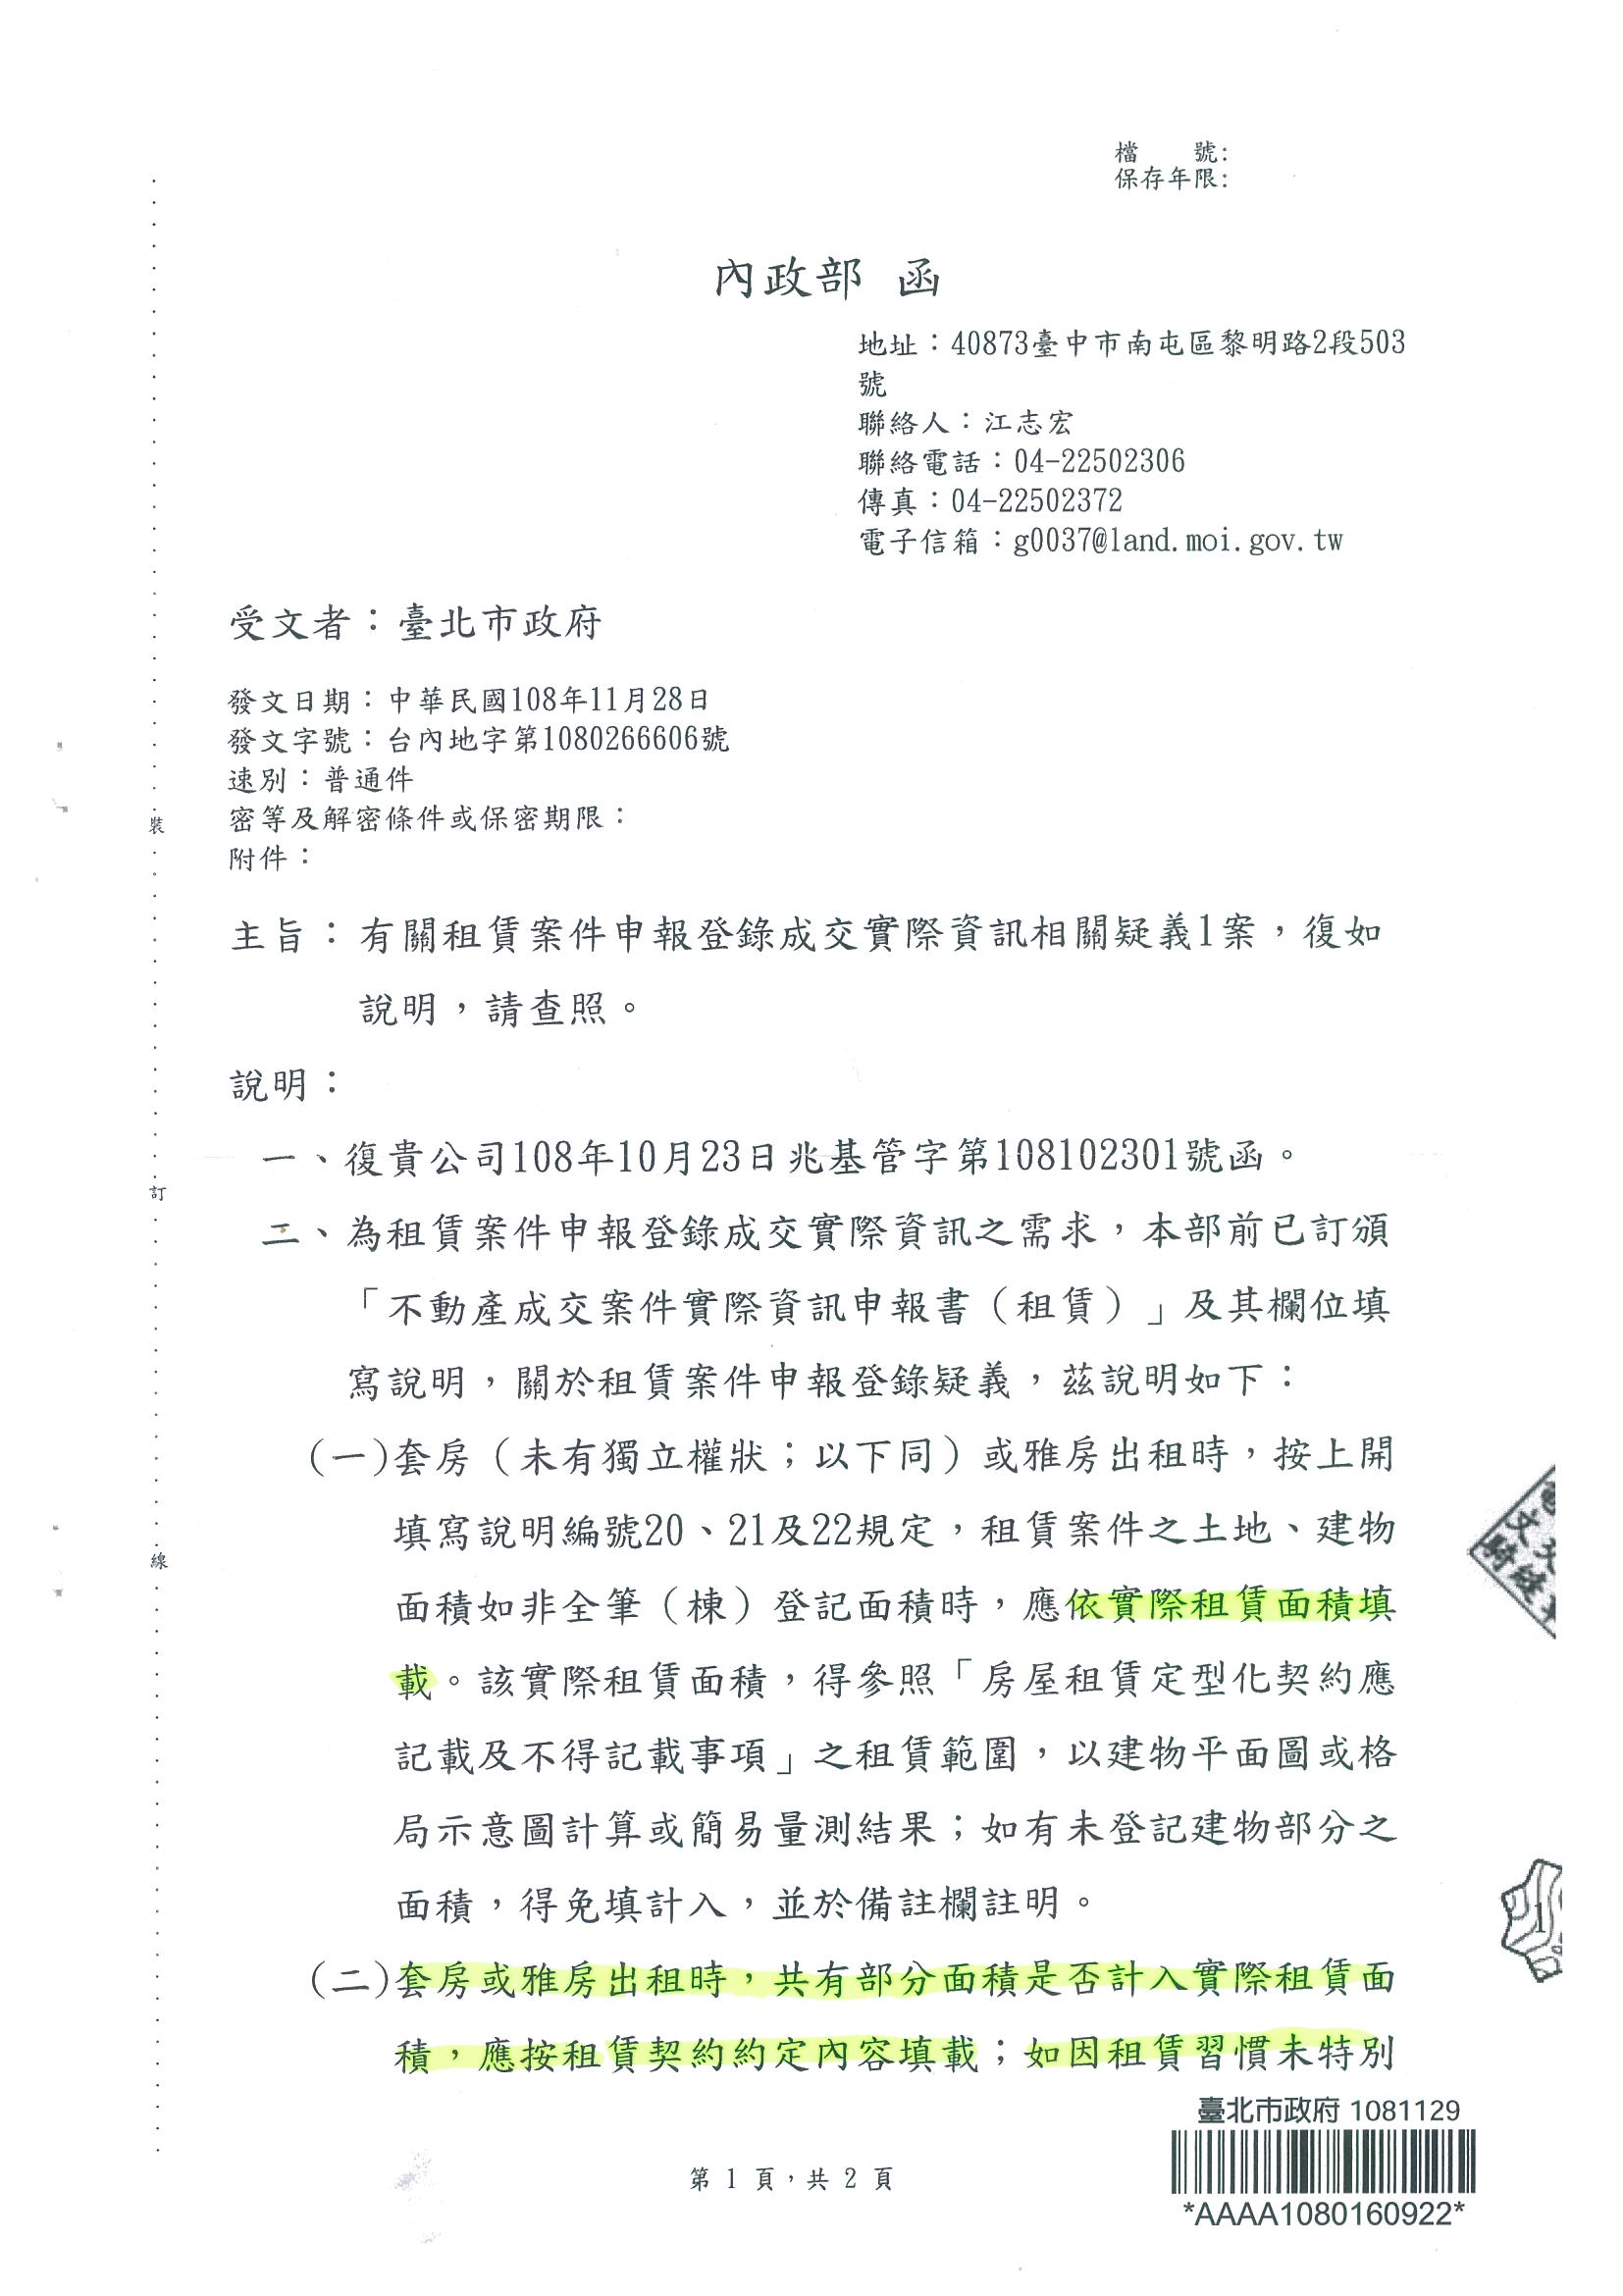 檔　　號:
保存年限:
內政部 函
地址：40873臺中市南屯區黎明路2段503
號
聯絡人：江志宏
聯絡電話：04-22502306
傳真：04-22502372
電子信箱：g0037@land.moi.gov.tw
受文者：臺北市政府
發文日期：中華民國108年11月28日
發文字號：台內地字第1080266606號
速別：普通件
密等及解密條件或保密期限：
附件：
主旨：有關租賃案件申報登錄成交實際資訊相關疑義1案，復如
說明，請查照。
說明：
一、復貴公司108年10月23日兆基管字第108102301號函。
二、為租賃案件申報登錄成交實際資訊之需求，本部前已訂頒
「不動產成交案件實際資訊申報書（租賃）」及其欄位填
寫說明，關於租賃案件申報登錄疑義，茲說明如下：
(一)套房（未有獨立權狀；以下同）或雅房出租時，按上開
填寫說明編號20、21及22規定，租賃案件之土地、建物
面積如非全筆（棟）登記面積時，應依實際租賃面積填
載。該實際租賃面積，得參照「房屋租賃定型化契約應
記載及不得記載事項」之租賃範圍，以建物平面圖或格
局示意圖計算或簡易量測結果；如有未登記建物部分之
面積，得免填計入，並於備註欄註明。
(二)套房或雅房出租時，共有部分面積是否計入實際租賃面
積，應按租賃契約約定內容填載；如因租賃習慣未特別
裝
訂
線
臺北市政府 1081129
*AAAA1080160922*
第 1 頁，共 2 頁